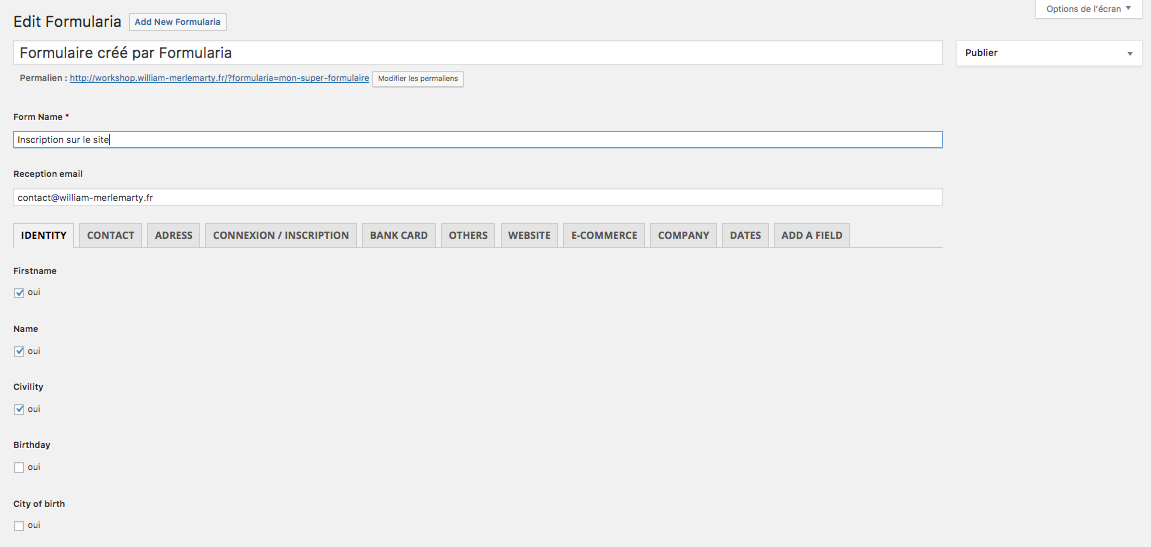 Options de l'écran
Edit Formularia Add New Formularia
Formulaire créé par Formularia
Publier
Permalien : http://workshop.william-merlemarty.fr/?formularia=mon-super-formulaire Modifier les permaliens
Form Name *
Inscription sur le site
Reception email
contact@william-merlemarty.fr
IDENTITY CONTACT ADRESS CONNEXION / INSCRIPTION BANK CARD OTHERS WEBSITE E-COMMERCE COMPANY DATES ADD A FIELD
Firstname
oui
Name
oui
Civility
oui
Birthday
oui
City of birth
oui